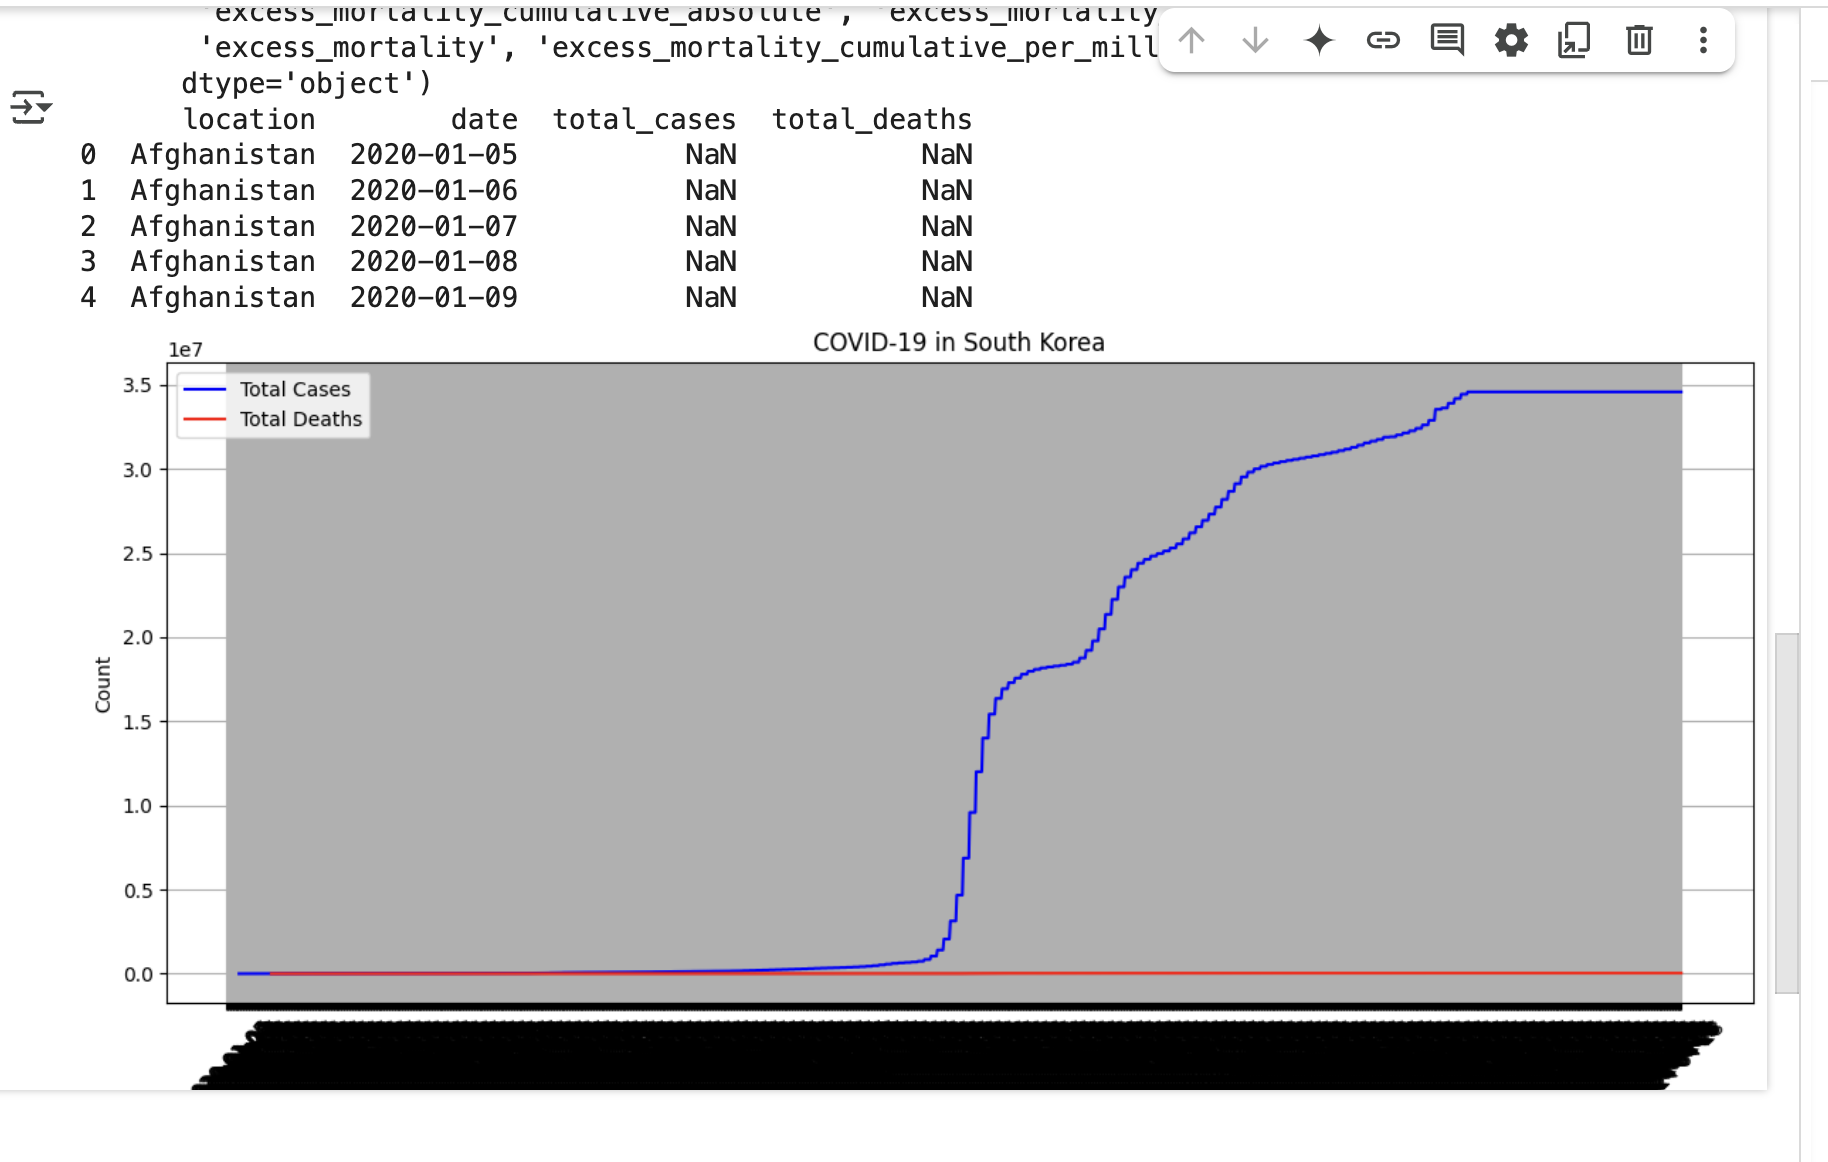 'excess_mortality_cumulative_absolute', 'excess_mortality
'excess_mortality', 'excess_mortality_cumulative_per_mill
dtype='object')
location date total_cases total_deaths
0 Afghanistan 2020-01-05 NaN NaN
1 Afghanistan 2020-01-06 NaN NaN
2 Afghanistan 2020-01-07 NaN NaN
3 Afghanistan 2020-01-08 NaN NaN
4 Afghanistan 2020-01-09 NaN NaN
COVID-19 in South Korea
1e7
Total Cases
Total Deaths
3.5
3.0
2.5
2.0
1.5
1.0
0.5
0.0
Count